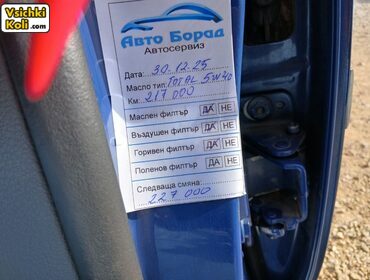 Vsichki
Koli.com
Авто Борад
Автосервиз
Дата: 30.12.25
Масло тип: TOTAL 5W40
Км: 217 000
Маслен филтър ДА НЕ
Въздушен филтър ДА НЕ
Горивен филтър ДА НЕ
Поленов филтър ДА НЕ
Следваща смяна:
227 000